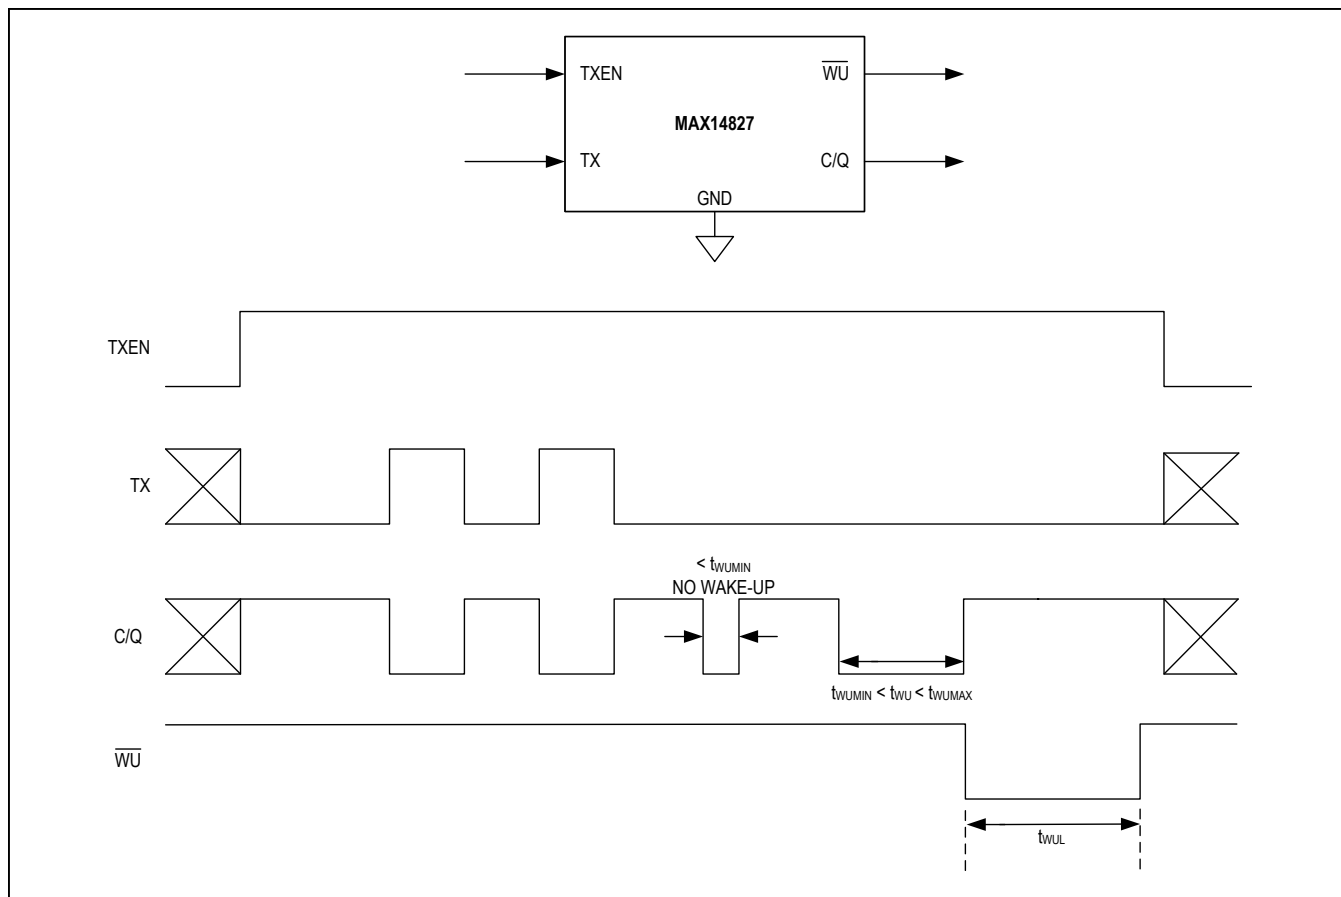 TXEN
WU
MAX14827
TX
C/Q
GND
TXEN
TX
< tWUMIN
NO WAKE-UP
C/Q
tWUMIN < tWU < tWUMAX
WU
tWUL